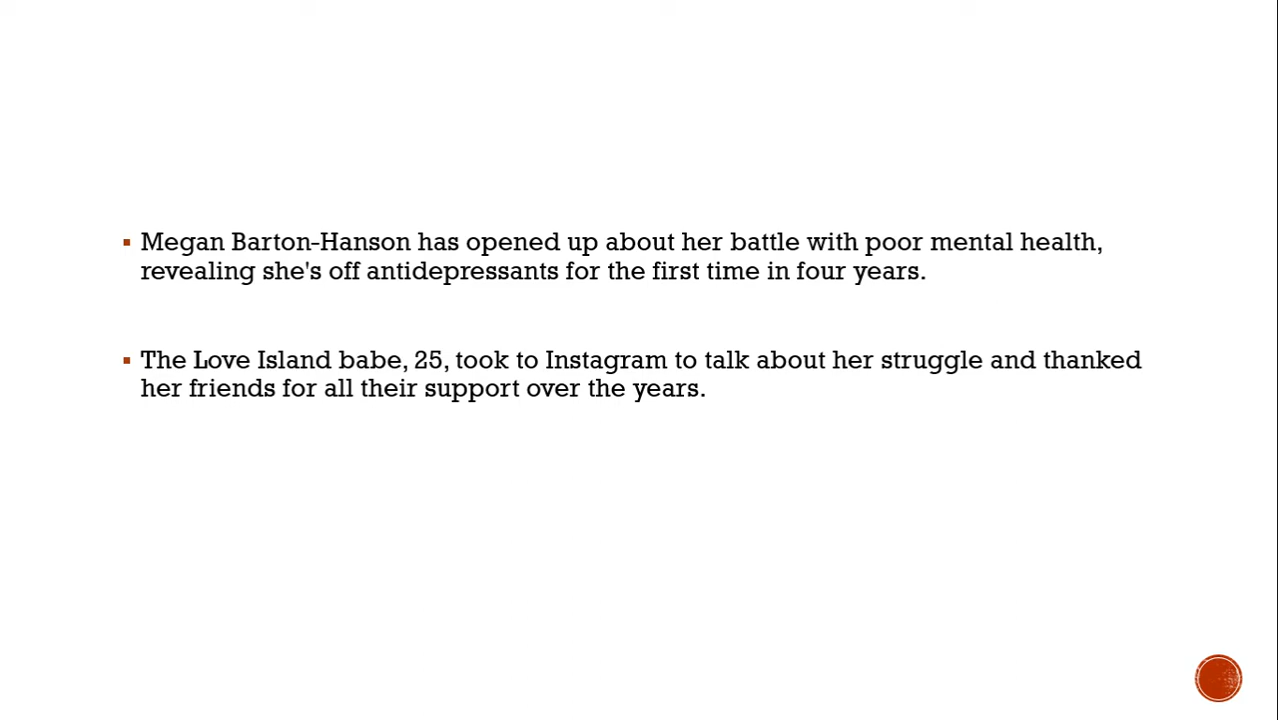 Megan Barton-Hanson has opened up about her battle with poor mental health,
revealing she's off antidepressants for the first time in four years.
The Love Island babe, 25, took to Instagram to talk about her struggle and thanked
her friends for all their support over the years.